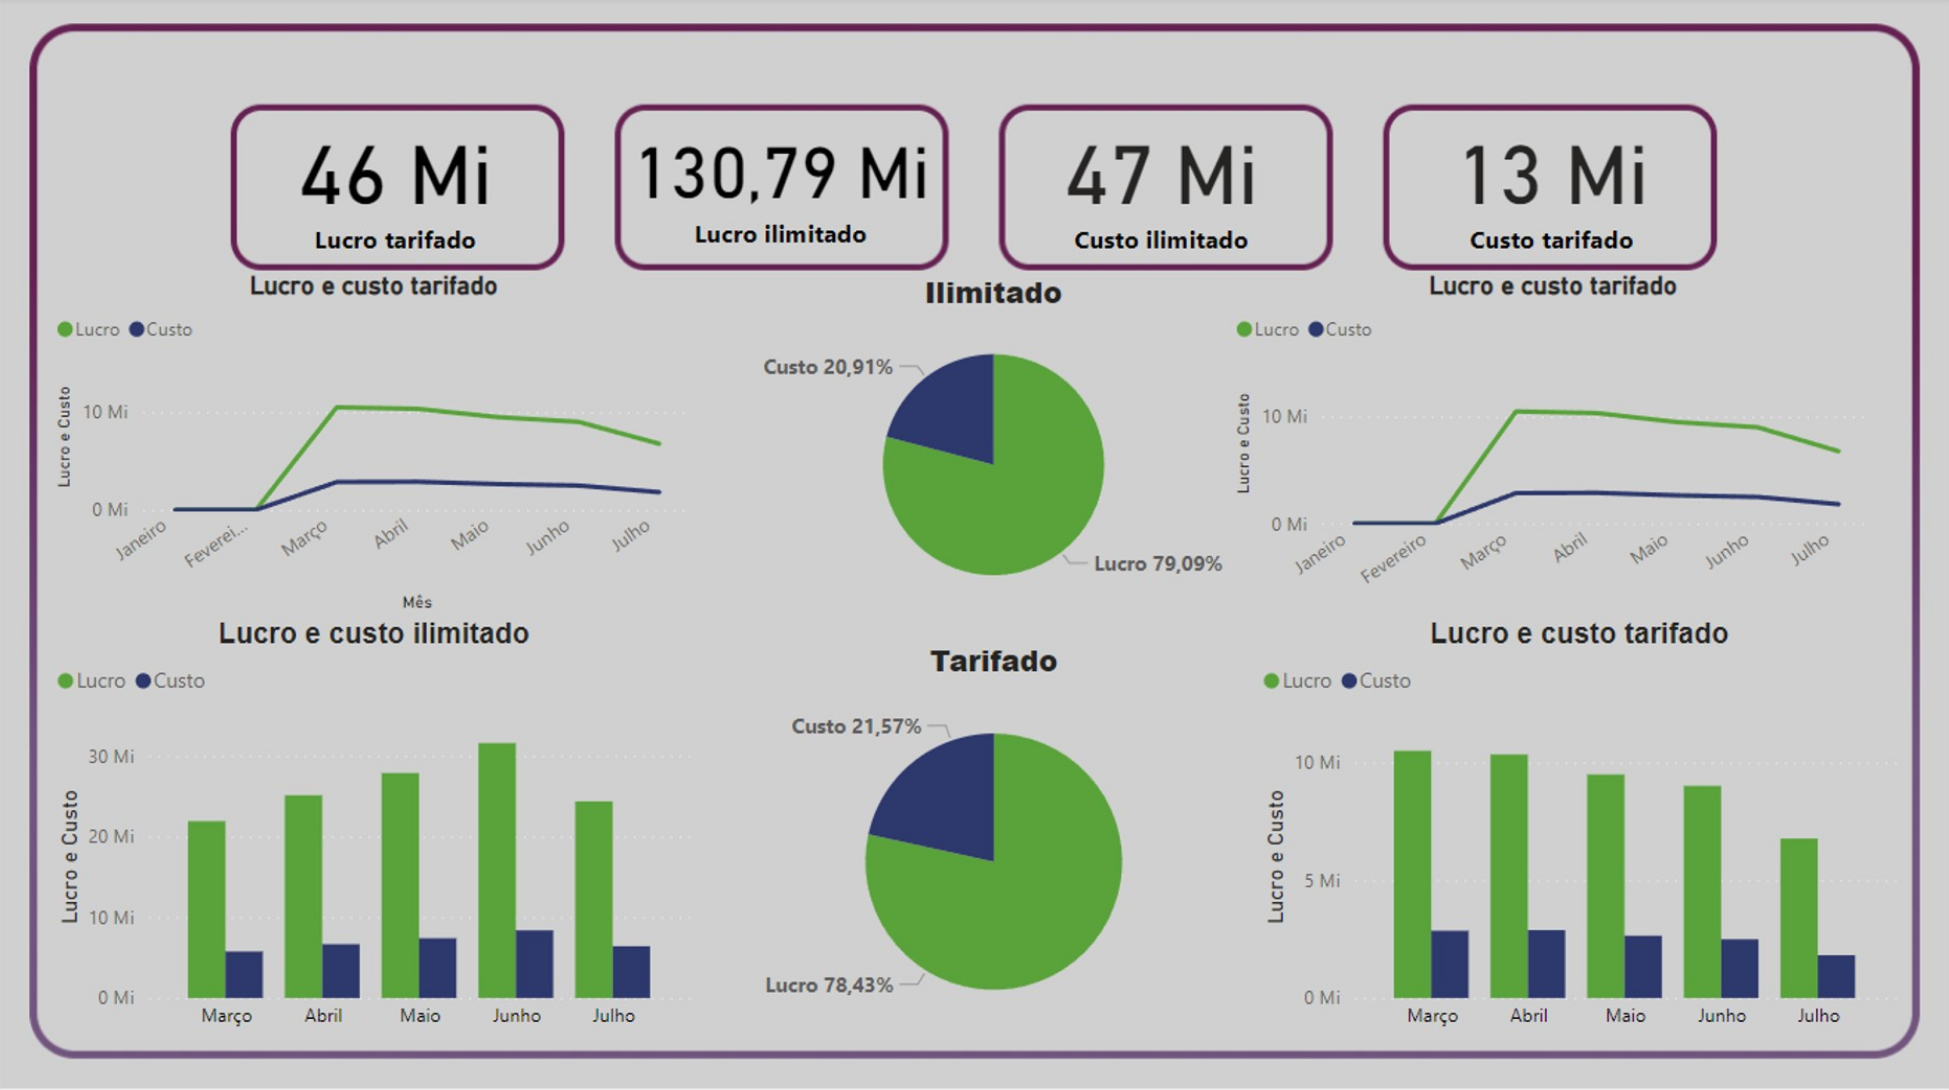 46 Mi
Lucro tarifado
130,79 Mi
Lucro ilimitado
47 Mi
Custo ilimitado
13 Mi
Custo tarifado
Lucro e custo tarifado
Lucro Custo
Lucro e Custo
10 Mi
0 Mi
Janeiro
Feverei...
Março
Abril
Maio
Junho
Julho
Mês
Ilimitado
Custo 20,91%
Lucro 79,09%
Lucro e custo tarifado
Lucro Custo
Lucro e Custo
10 Mi
0 Mi
Janeiro
Fevereiro
Março
Abril
Maio
Junho
Julho
Lucro e custo ilimitado
Lucro Custo
Lucro e Custo
30 Mi
20 Mi
10 Mi
0 Mi
Março Abril Maio Junho Julho
Tarifado
Custo 21,57%
Lucro 78,43%
Lucro e custo tarifado
Lucro Custo
Lucro e Custo
10 Mi
5 Mi
0 Mi
Março Abril Maio Junho Julho